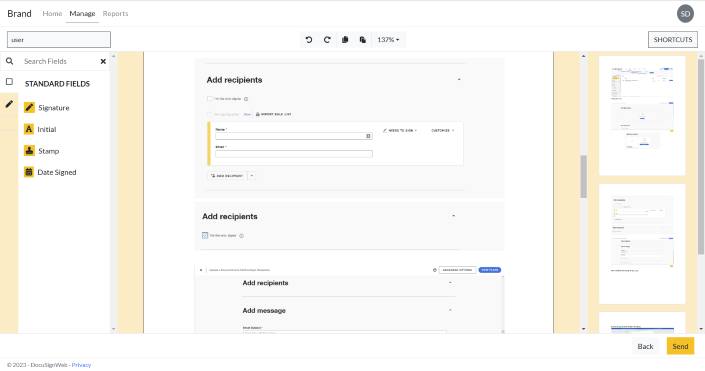 Brand Home Manage Reports SD
user 137% SHORTCUTS
Search Fields
STANDARD FIELDS
Signature
Initial
Stamp
Date Signed
Add recipients
I'm the only signer
Set signing order View IMPORT BULK LIST
Name *
NEEDS TO SIGN CUSTOMIZE
Email *
ADD RECIPIENT
Add recipients
I'm the only signer
ADVANCED OPTIONS
Add recipients
Add message
Email Subject *
Back Send
© 2023 - DocuSignWeb - Privacy